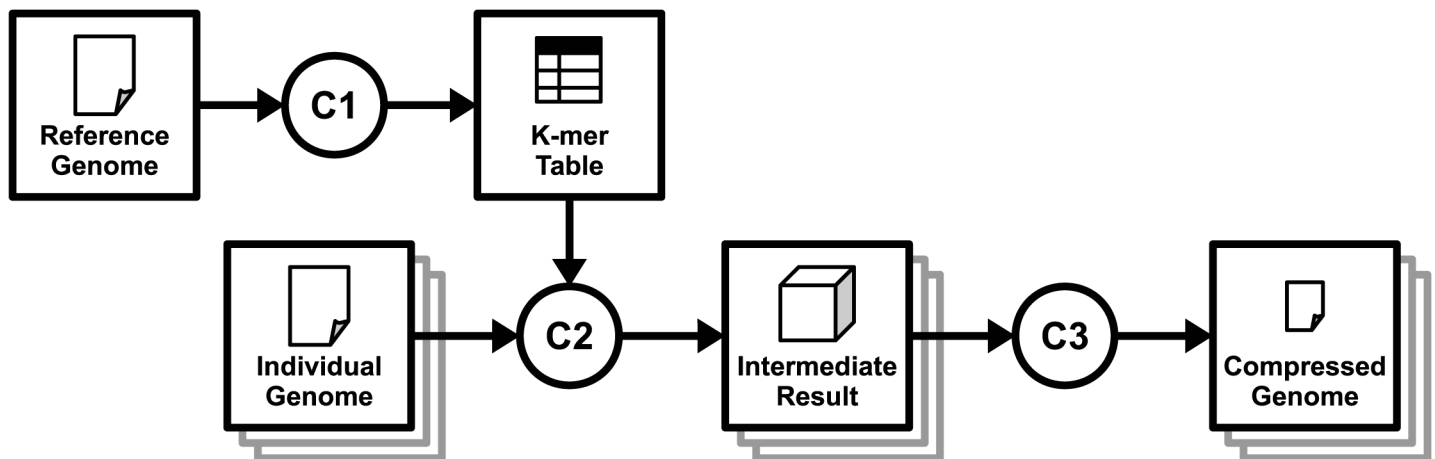 Reference
Genome
C1
K-mer
Table
Individual
Genome
C2
Intermediate
Result
C3
Compressed
Genome